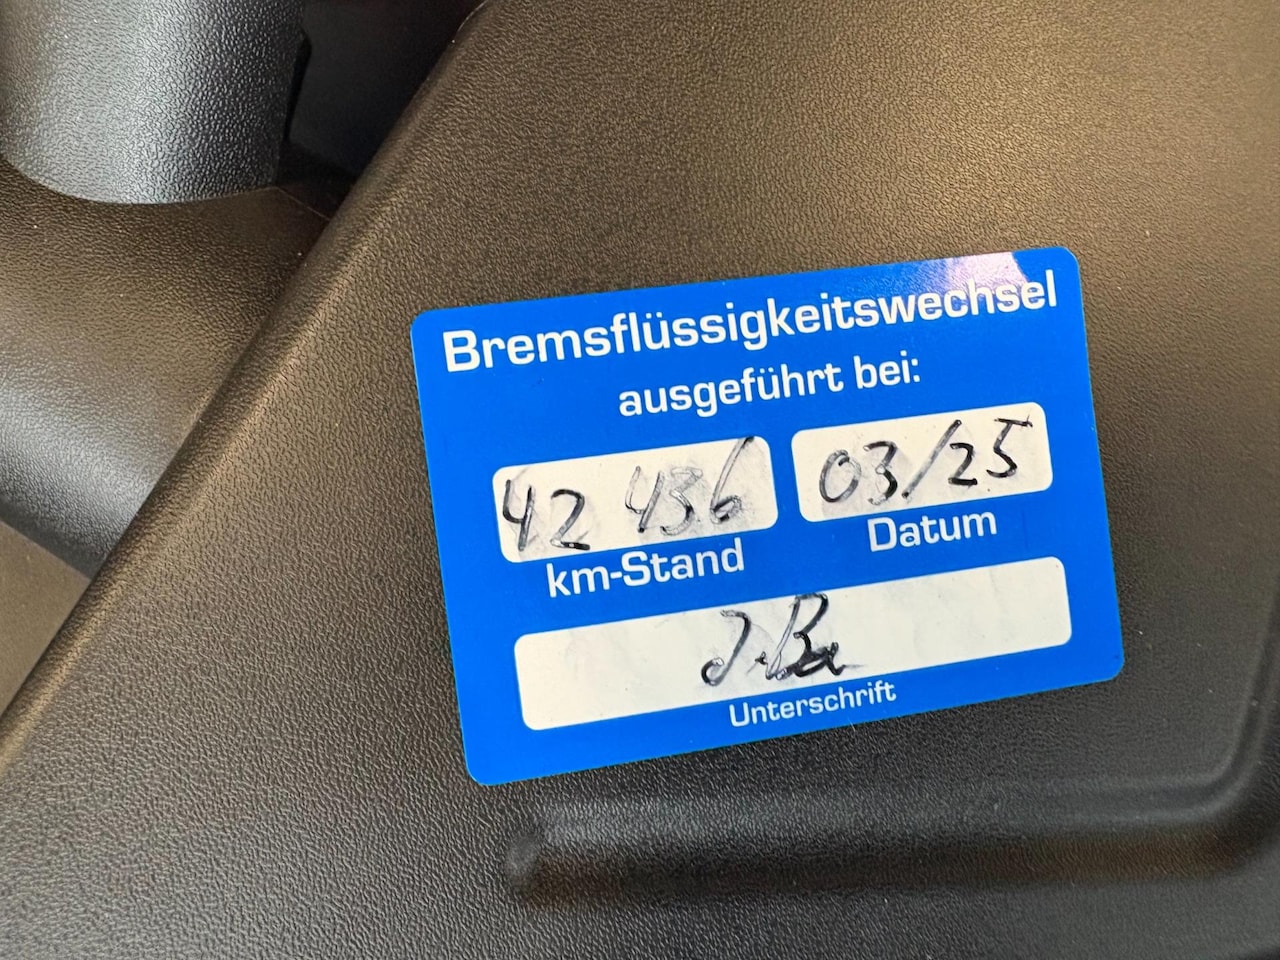 Bremsflüssigkeitswechsel
ausgeführt bei:
42 436 03/25
km-Stand Datum
Unterschrift